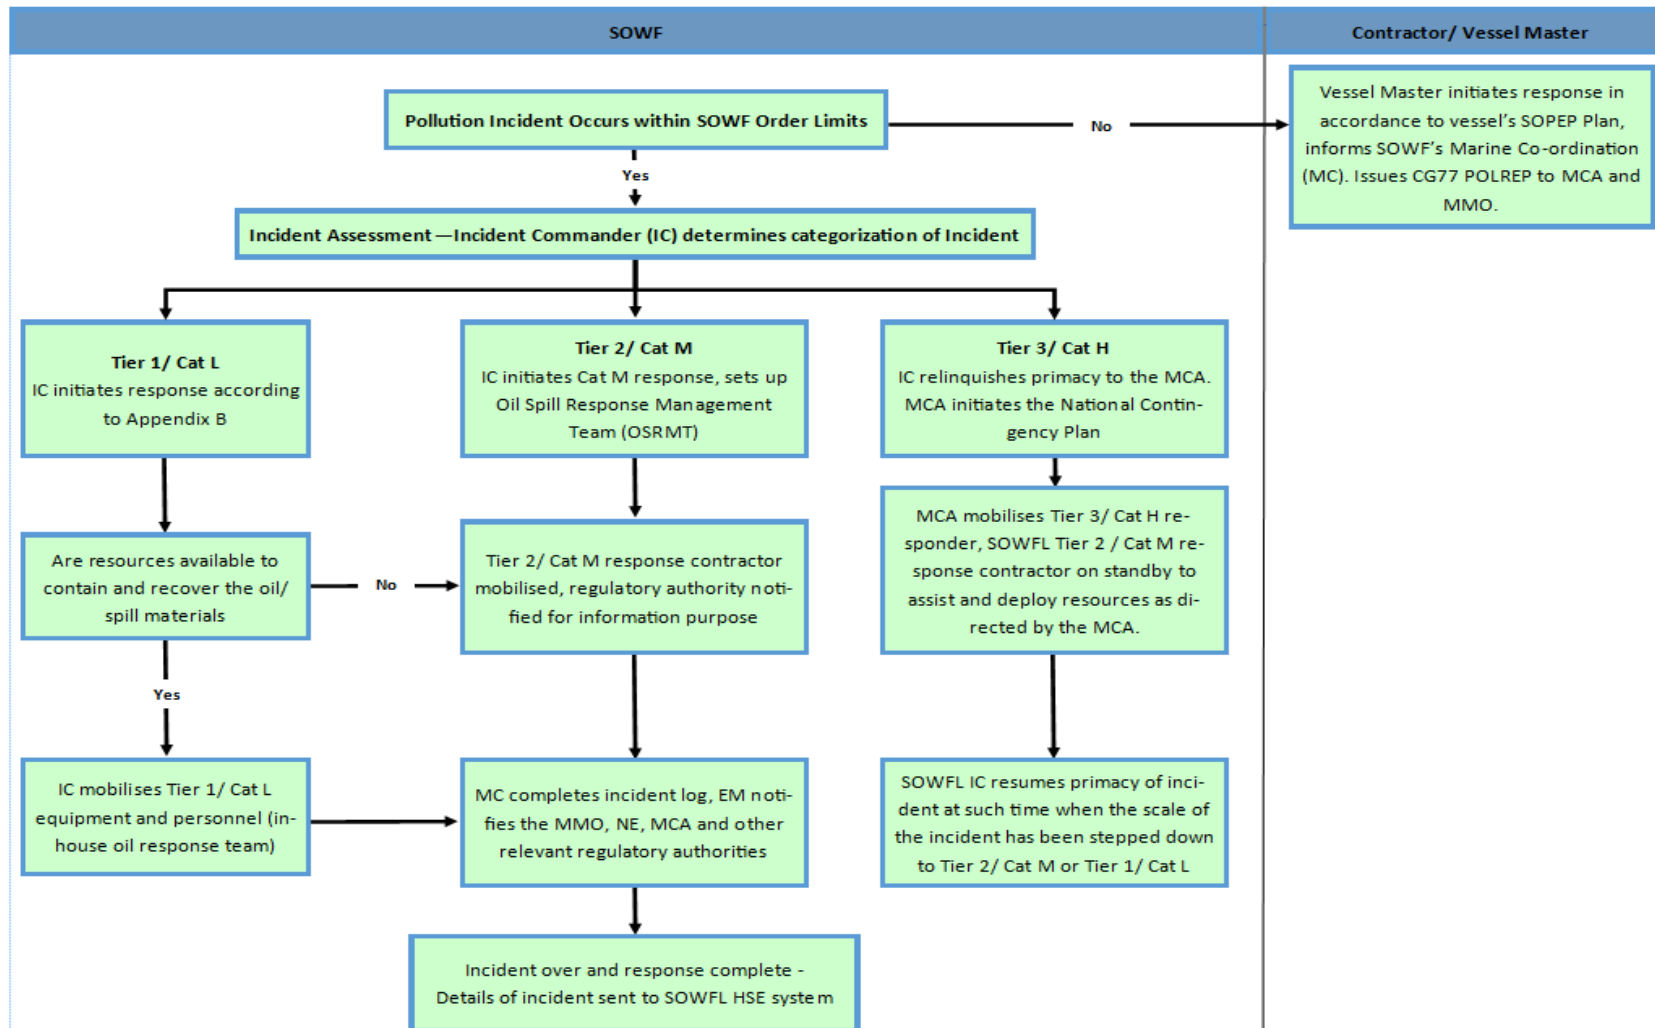 SOWF
Contractor/ Vessel Master
Pollution Incident Occurs within SOWF Order Limits
No
Vessel Master initiates response in
accordance to vessel's SOPEP Plan,
informs SOWF's Marine Co-ordination
(MC). Issues CG77 POLREP to MCA and
MMO.
Yes
Incident Assessment —Incident Commander (IC) determines categorization of Incident
Tier 1/ Cat L
IC initiates response according
to Appendix B
Tier 2/ Cat M
IC initiates Cat M response, sets up
Oil Spill Response Management
Team (OSRMT)
Tier 3/ Cat H
IC relinquishes primacy to the MCA.
MCA initiates the National Contin-
gency Plan
Are resources available to
contain and recover the oil/
spill materials
No
Tier 2/ Cat M response contractor
mobilised, regulatory authority noti-
fied for information purpose
MCA mobilises Tier 3/ Cat H re-
sponder, SOWFL Tier 2 / Cat M re-
sponse contractor on standby to
assist and deploy resources as di-
rected by the MCA.
Yes
IC mobilises Tier 1/ Cat L
equipment and personnel (in-
house oil response team)
MC completes incident log, EM noti-
fies the MMO, NE, MCA and other
relevant regulatory authorities
SOWFL IC resumes primacy of inci-
dent at such time when the scale of
the incident has been stepped down
to Tier 2/ Cat M or Tier 1/ Cat L
Incident over and response complete -
Details of incident sent to SOWFL HSE system